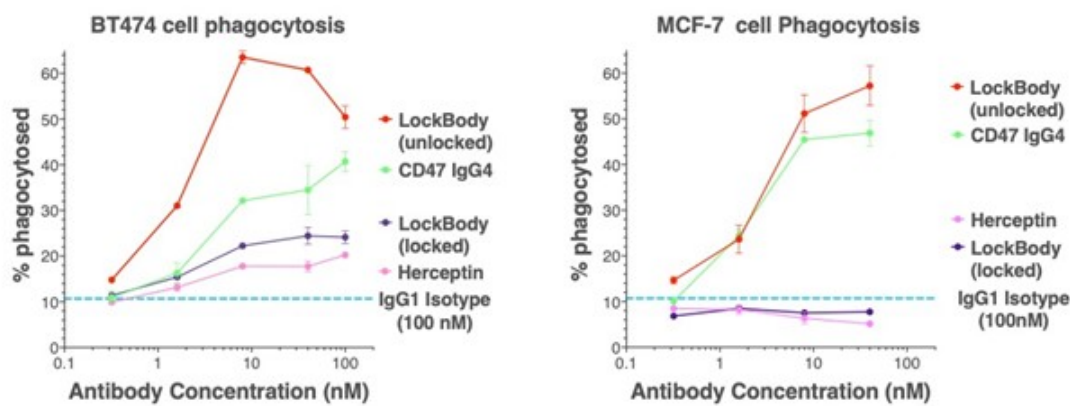 BT474 cell phagocytosis
% phagocytosed
60
50
40
30
20
10
0
0.1
1
10
100
Antibody Concentration (nM)
LockBody
(unlocked)
CD47 IgG4
LockBody
(locked)
Herceptin
IgG1 Isotype
(100 nM)
MCF-7 cell Phagocytosis
% phagocytosed
60
50
40
30
20
10
0
0.1
1
10
100
Antibody Concentration (nM)
LockBody
(unlocked)
CD47 IgG4
Herceptin
LockBody
(locked)
IgG1 Isotype
(100nM)